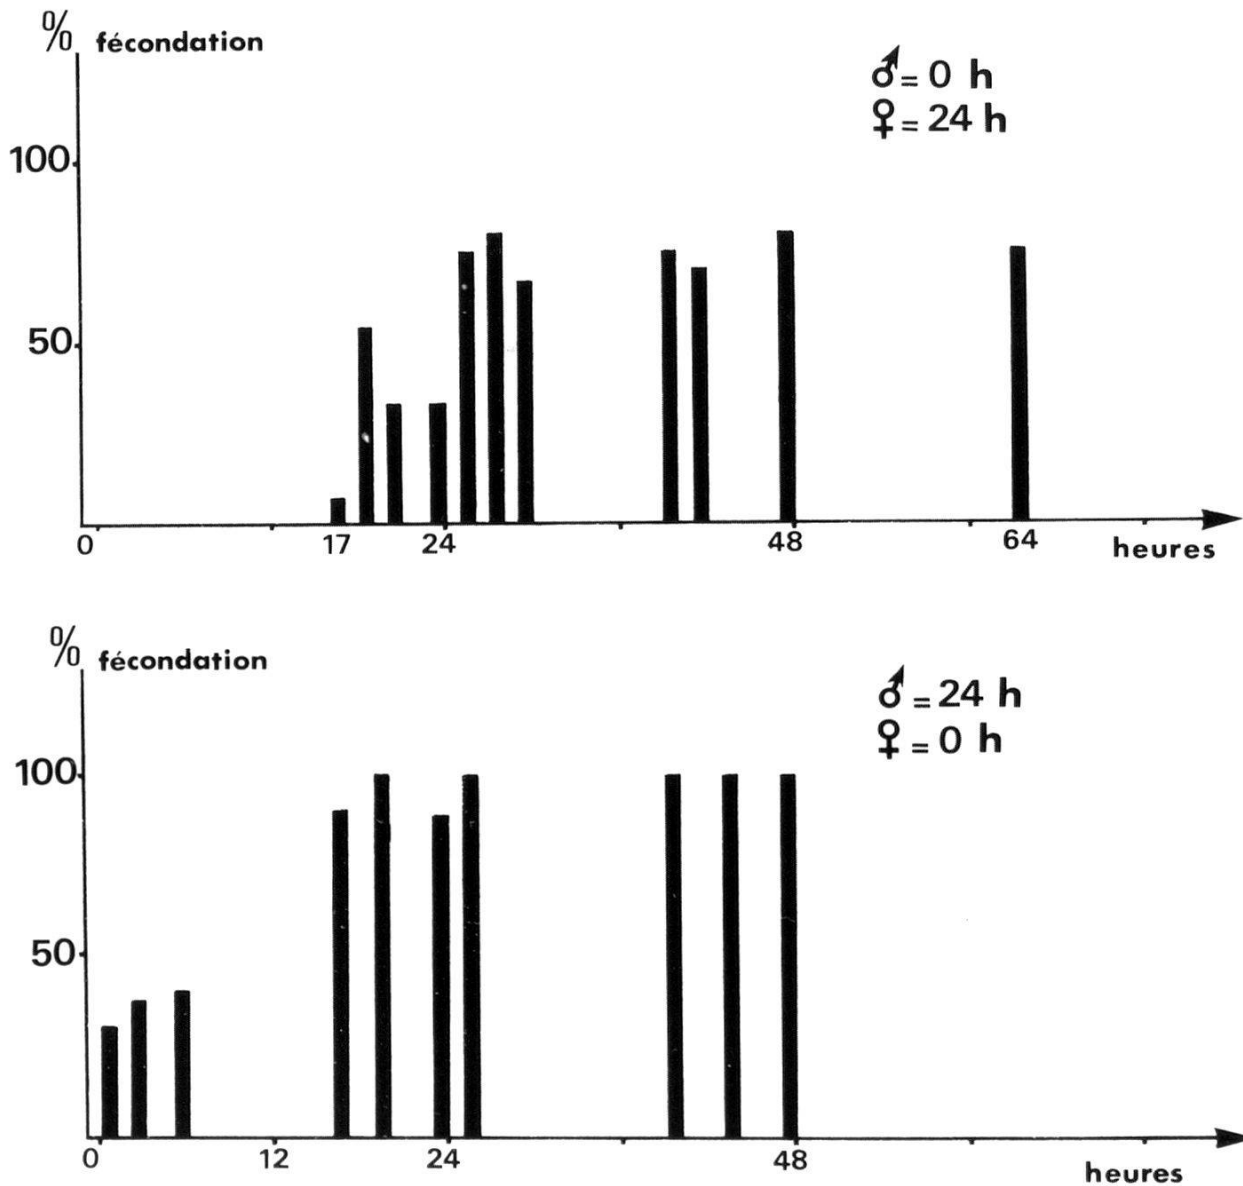 % fécondation
♂ = 0 h
♀ = 24 h
100
50
0 17 24 48 64 heures
% fécondation
♂ = 24 h
♀ = 0 h
100
50
0 12 24 48
heures